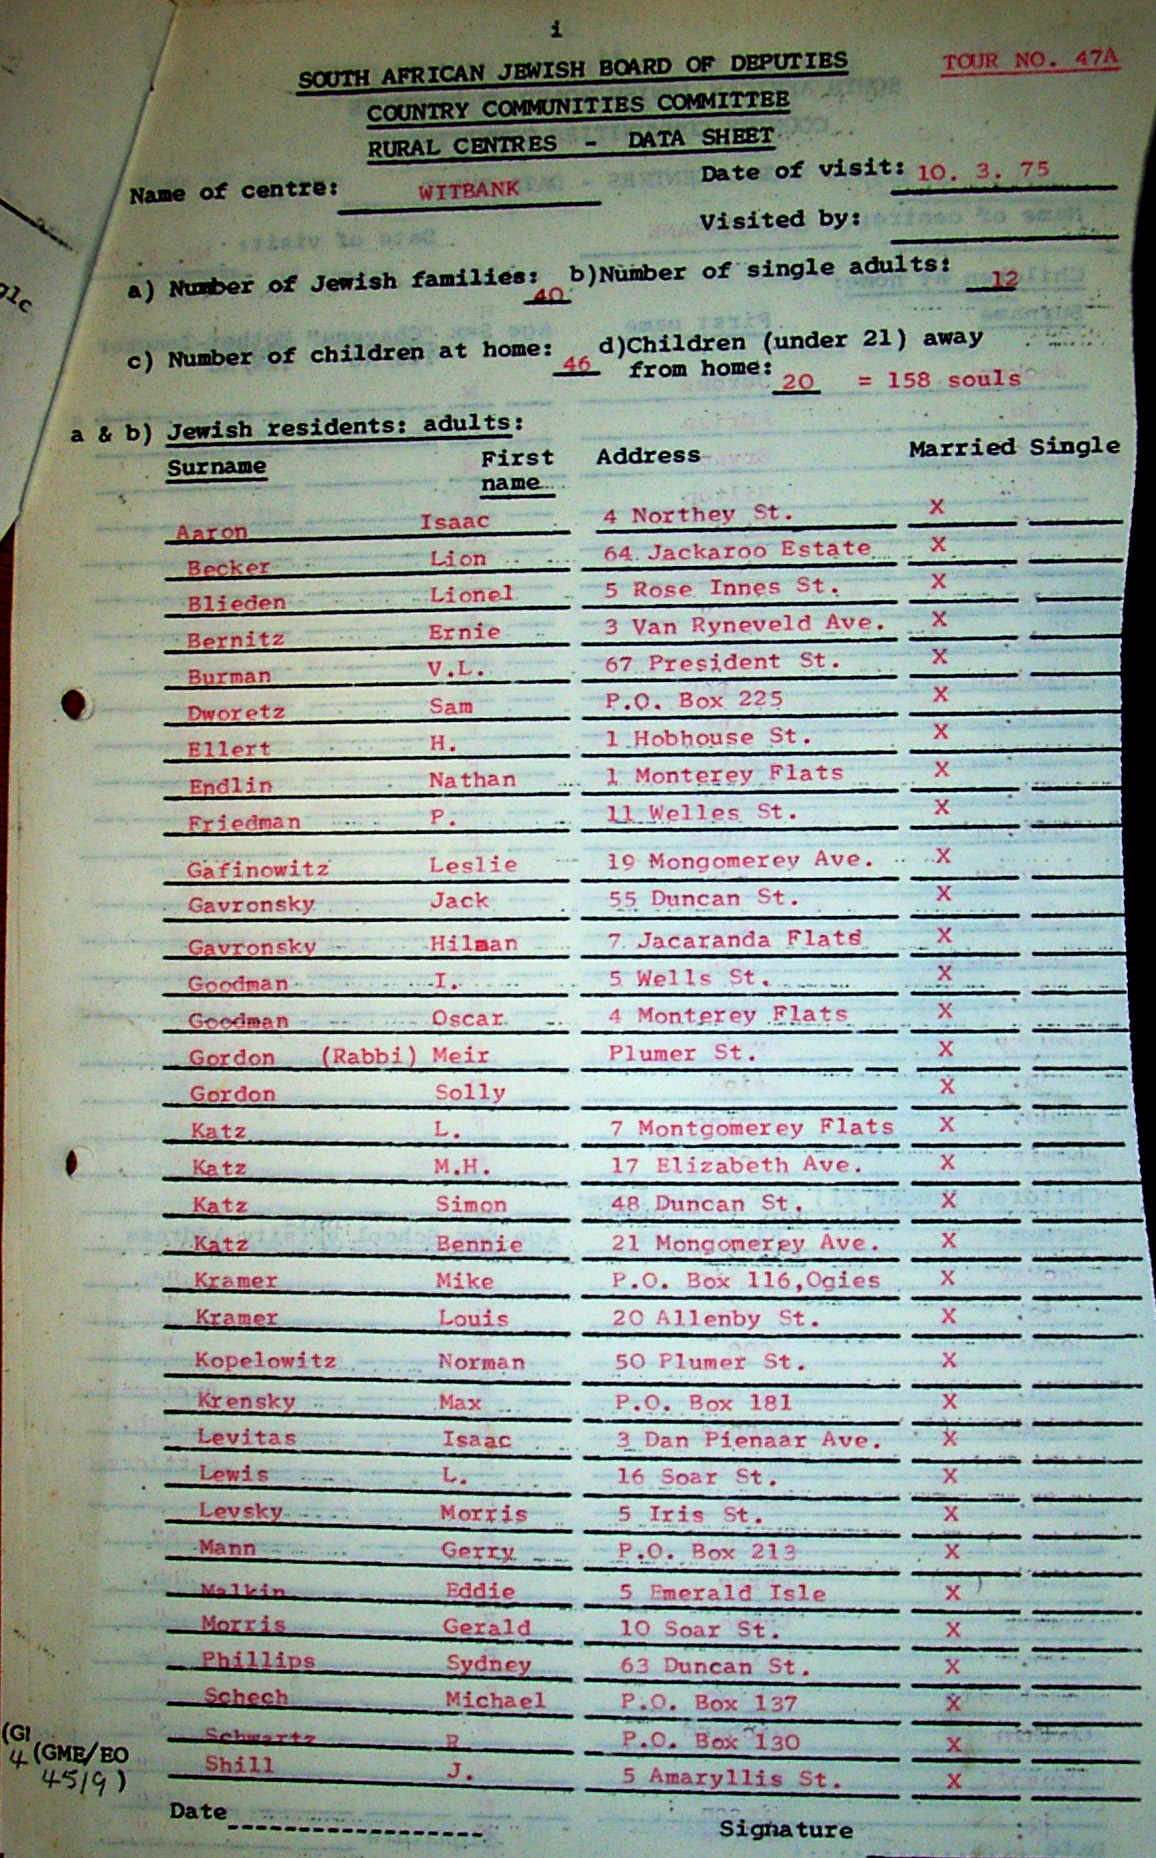 i
SOUTH AFRICAN JEWISH BOARD OF DEPUTIES TOUR NO. 47A
COUNTRY COMMUNITIES COMMITTEE
RURAL CENTRES - DATA SHEET
Name of centre: WITBANK Date of visit: 10. 3. 75
Visited by:
a) Number of Jewish families: 40 b)Number of single adults: 12
c) Number of children at home: 46 d)Children (under 21) away
from home: 20 = 158 souls
a & b) Jewish residents: adults:
Surname First name Address Married Single
Aaron Isaac 4 Northey St. X
Becker Lion 64 Jackaroo Estate X
Blieden Lionel 5 Rose Innes St. X
Bernitz Ernie 3 Van Ryneveld Ave. X
Burman V.L. 67 President St. X
Dworetz Sam P.O. Box 225 X
Ellert H. 1 Hobhouse St. X
Endlin Nathan 1 Monterey Flats X
Friedman P. 11 Welles St. X
Gafinowitz Leslie 19 Mongomerey Ave. X
Gavronsky Jack 55 Duncan St. X
Gavronsky Hilman 7 Jacaranda Flats X
Goodman I. 5 Wells St. X
Goodman Oscar 4 Monterey Flats X
Gordon (Rabbi) Meir Plumer St. X
Gordon Solly X
Katz L. 7 Montgomerey Flats X
Katz M.H. 17 Elizabeth Ave. X
Katz Simon 48 Duncan St. X
Katz Bennie 21 Mongomerey Ave. X
Kramer Mike P.O. Box 116,Ogies X
Kramer Louis 20 Allenby St. X
Kopelowitz Norman 50 Plumer St. X
Krensky Max P.O. Box 181 X
Levitas Isaac 3 Dan Pienaar Ave. X
Lewis L. 16 Soar St. X
Levsky Morris 5 Iris St. X
Mann Gerry P.O. Box 213 X
Malkin Eddie 5 Emerald Isle X
Morris Gerald 10 Soar St. X
Phillips Sydney 63 Duncan St. X
Schech Michael P.O. Box 137 X
Schwartz R. P.O. Box 130 X
Shill J. 5 Amaryllis St. X
(GI
4 (GME/EO
45/9)
Date Signature